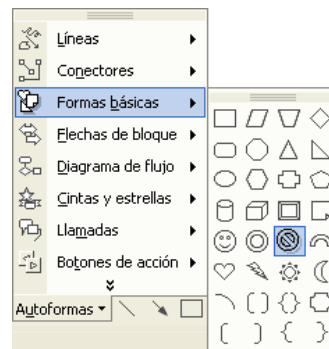 Líneas
Conectores
Formas básicas
Flechas de bloque
Diagrama de flujo
Cintas y estrellas
Llamadas
Botones de acción
Autoformas